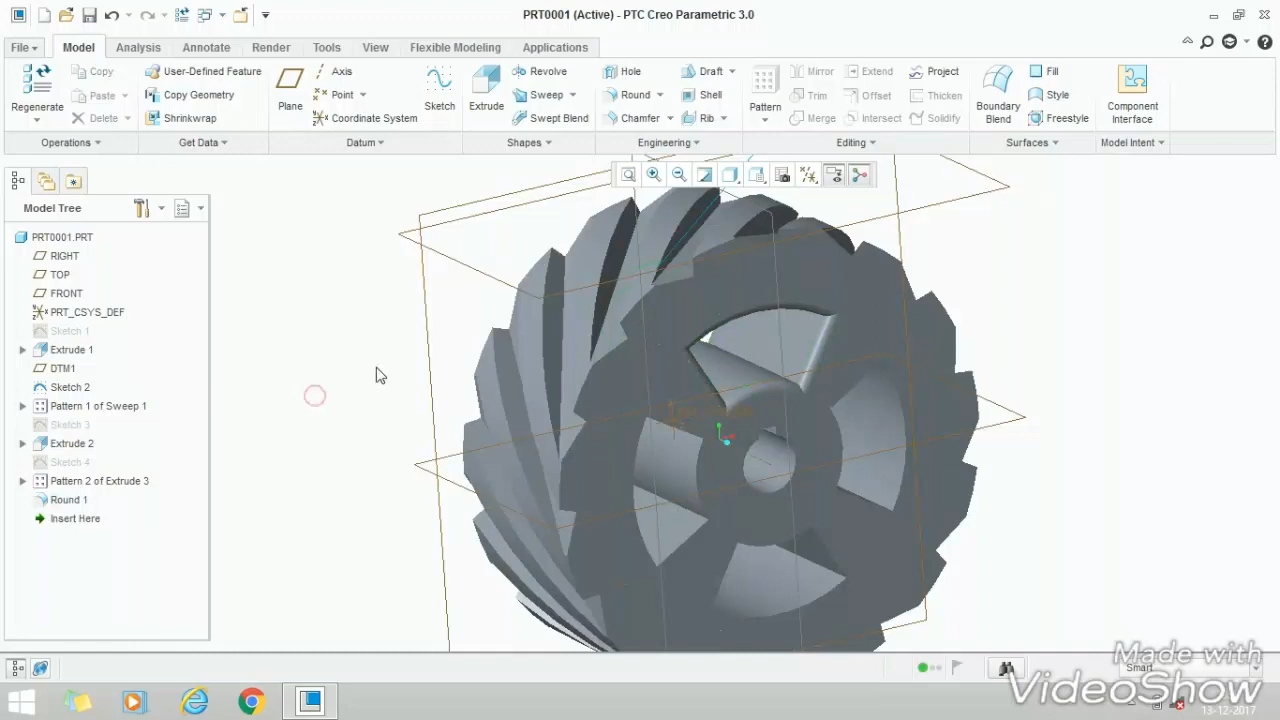 PRT0001 (Active) - PTC Creo Parametric 3.0
File Model Analysis Annotate Render Tools View Flexible Modeling Applications
Copy User-Defined Feature Axis Revolve Hole Draft Mirror Extend Project Fill
Paste Copy Geometry Point Sweep Round Shell Trim Offset Thicken Style
Regenerate Plane Sketch Extrude Pattern Boundary Blend Component Interface
Delete Shrinkwrap Coordinate System Swept Blend Chamfer Rib Merge Intersect Solidify Freestyle
Operations Get Data Datum Shapes Engineering Editing Surfaces Model Intent
Model Tree
PRT0001.PRT
RIGHT
TOP
FRONT
PRT_CSYS_DEF
Sketch 1
Extrude 1
DTM1
Sketch 2
Pattern 1 of Sweep 1
Sketch 3
Extrude 2
Sketch 4
Pattern 2 of Extrude 3
Round 1
Insert Here
Made with
Smart
VideoShow
13-12-2017